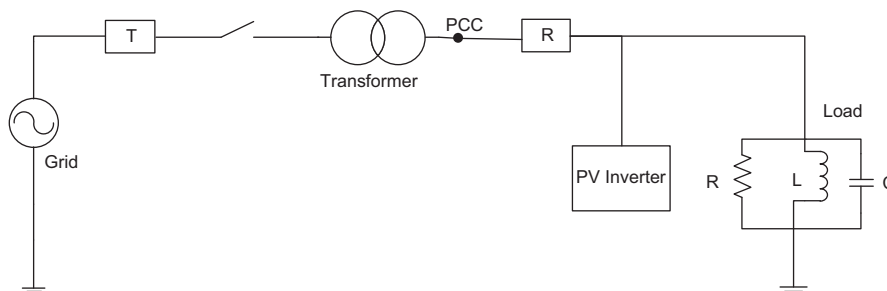 PCC
T
R
Transformer
Load
Grid
PV Inverter
R
L